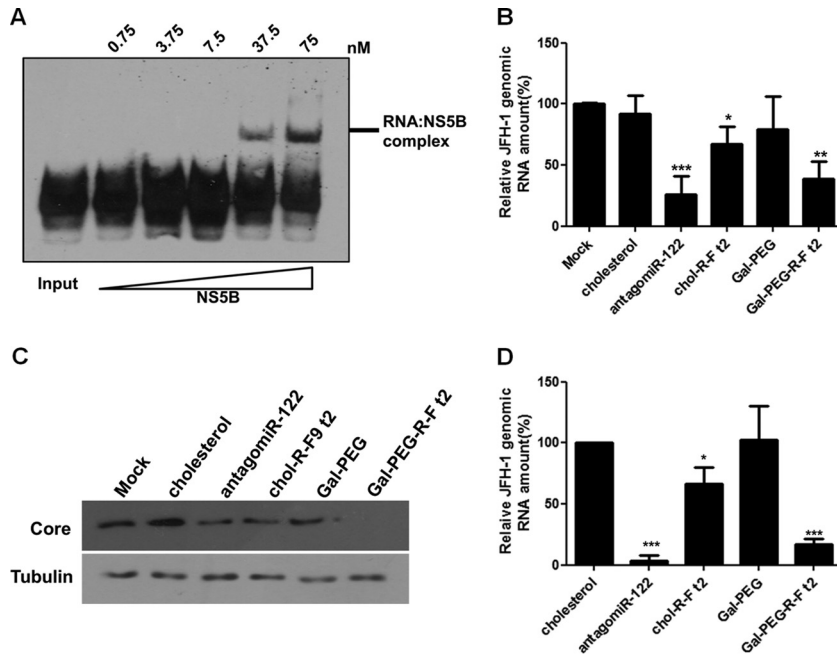 A
0.75 3.75 7.5 37.5 75 nM
RNA:NS5B
complex
Input
NS5B
B
Relative JFH-1 genomic
RNA amount(%)
150
100
50
0
***
*
**
Mock
cholesterol
antagomiR-122
chol-R-F t2
Gal-PEG
Gal-PEG-R-F t2
C
Mock
cholesterol
antagomiR-122
chol-R-F9 t2
Gal-PEG
Gal-PEG-R-F t2
Core
Tubulin
D
Relaive JFH-1 genomic
RNA amount(%)
150
100
50
0
***
*
***
cholesterol
antagomiR-122
chol-R-F t2
Gal-PEG
Gal-PEG-R-F t2